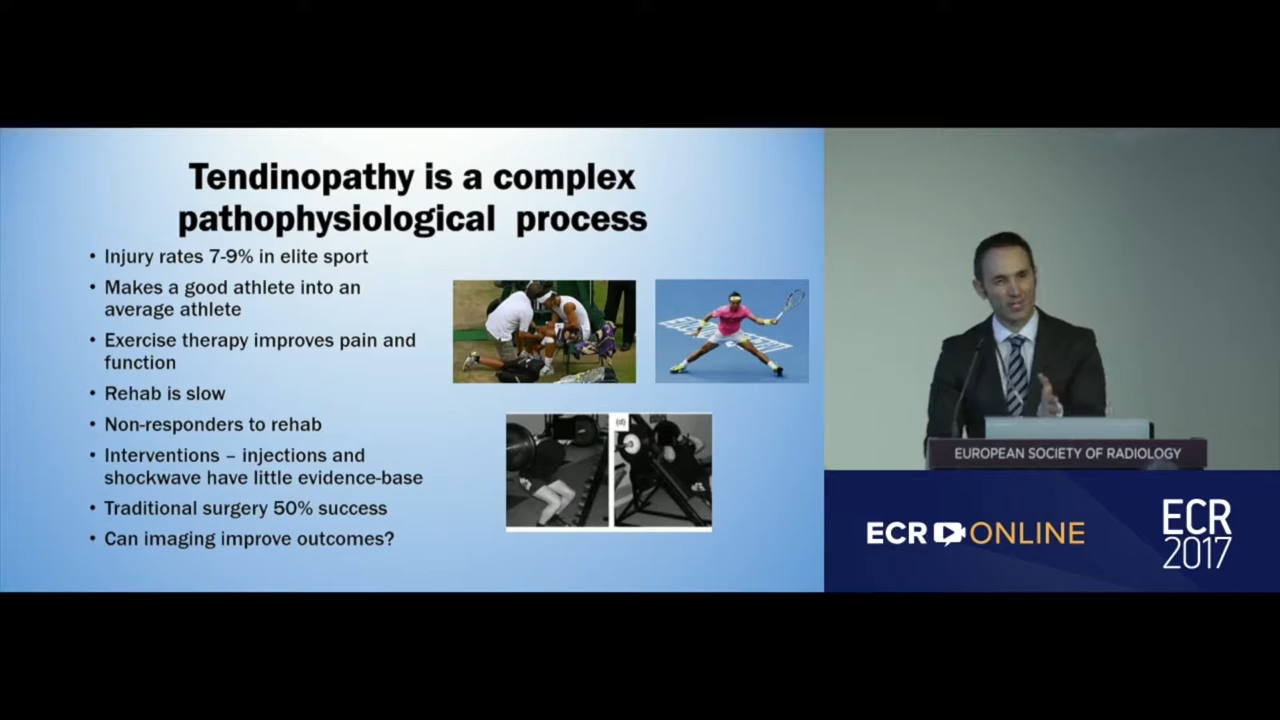 Tendinopathy is a complex
pathophysiological process
• Injury rates 7-9% in elite sport
• Makes a good athlete into an
average athlete
• Exercise therapy improves pain and
function
• Rehab is slow
• Non-responders to rehab
• Interventions – injections and
shockwave have little evidence-base
• Traditional surgery 50% success
• Can imaging improve outcomes?
(d)
EUROPEAN SOCIETY OF RADIOLOGY
ECR ONLINE
ECR
2017